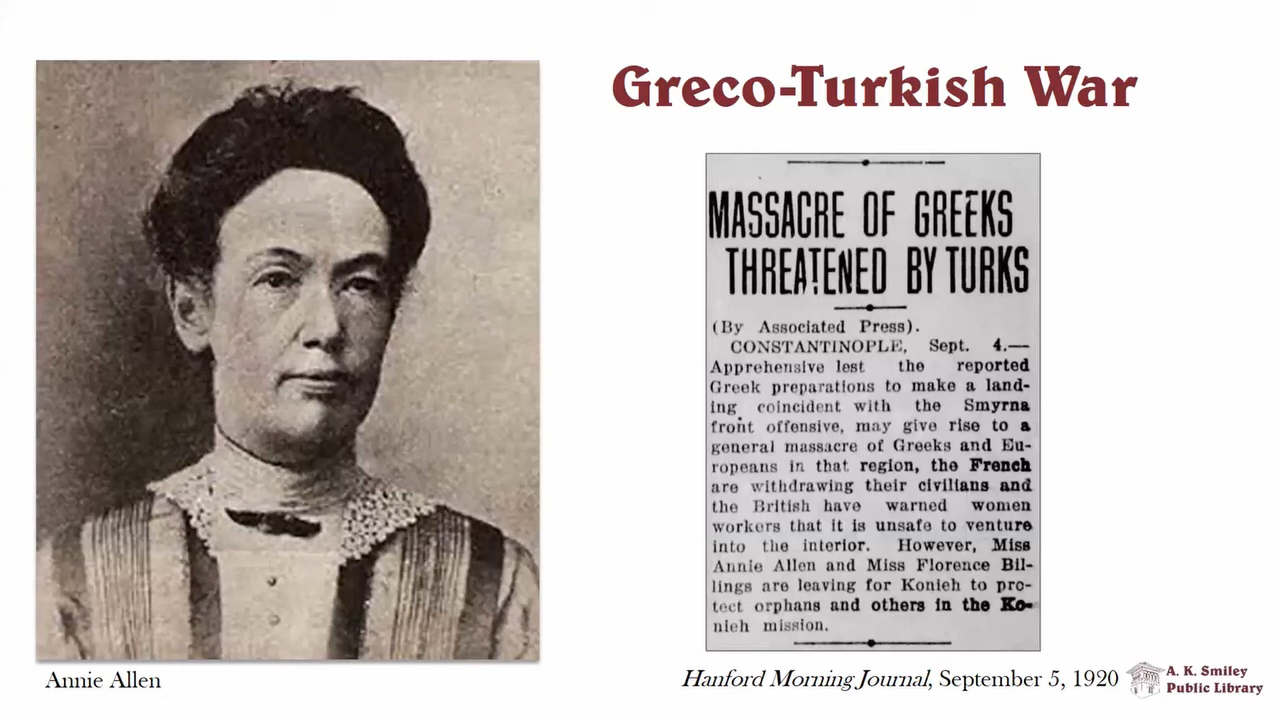 Greco-Turkish War
MASSACRE OF GREEKS
THREATENED BY TURKS
(By Associated Press).
CONSTANTINOPLE, Sept. 4.—
Apprehensive lest the reported
Greek preparations to make a land-
ing coincident with the Smyrna
front offensive, may give rise to a
general massacre of Greeks and Eu-
ropeans in that region, the French
are withdrawing their civilians and
the British have warned women
workers that it is unsafe to venture
into the interior. However, Miss
Annie Allen and Miss Florence Bil-
lings are leaving for Konieh to pro-
tect orphans and others in the Ko-
nieh mission.
Annie Allen
Hanford Morning Journal, September 5, 1920
A. K. Smiley
Public Library